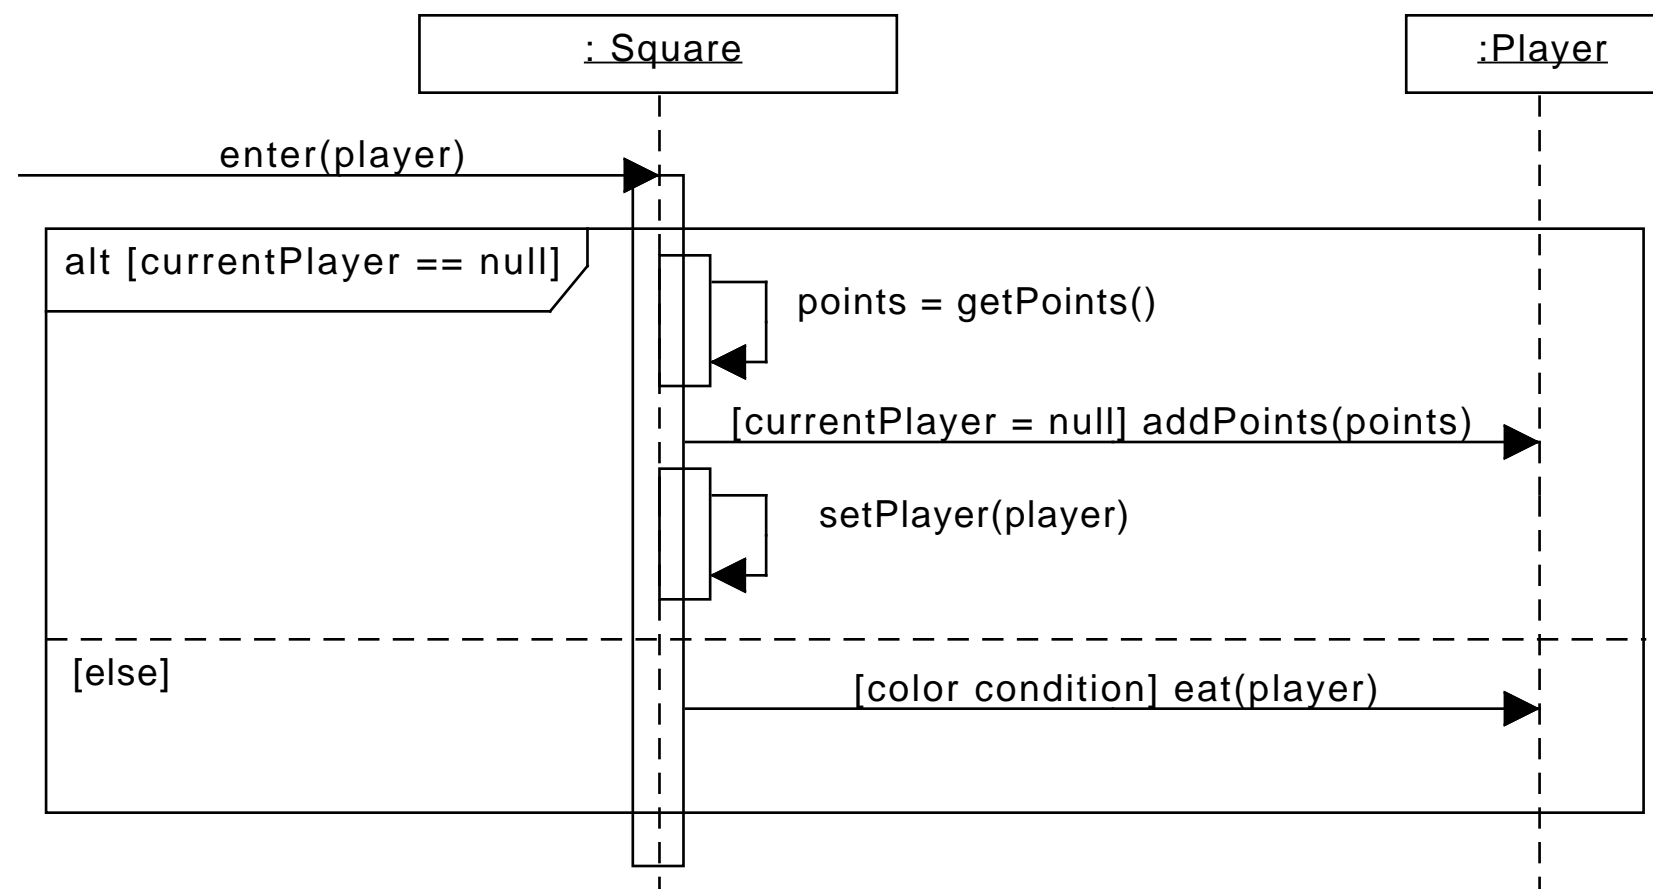 : Square
:Player
enter(player)
alt [currentPlayer == null]
points = getPoints()
[currentPlayer = null] addPoints(points)
setPlayer(player)
[else]
[color condition] eat(player)